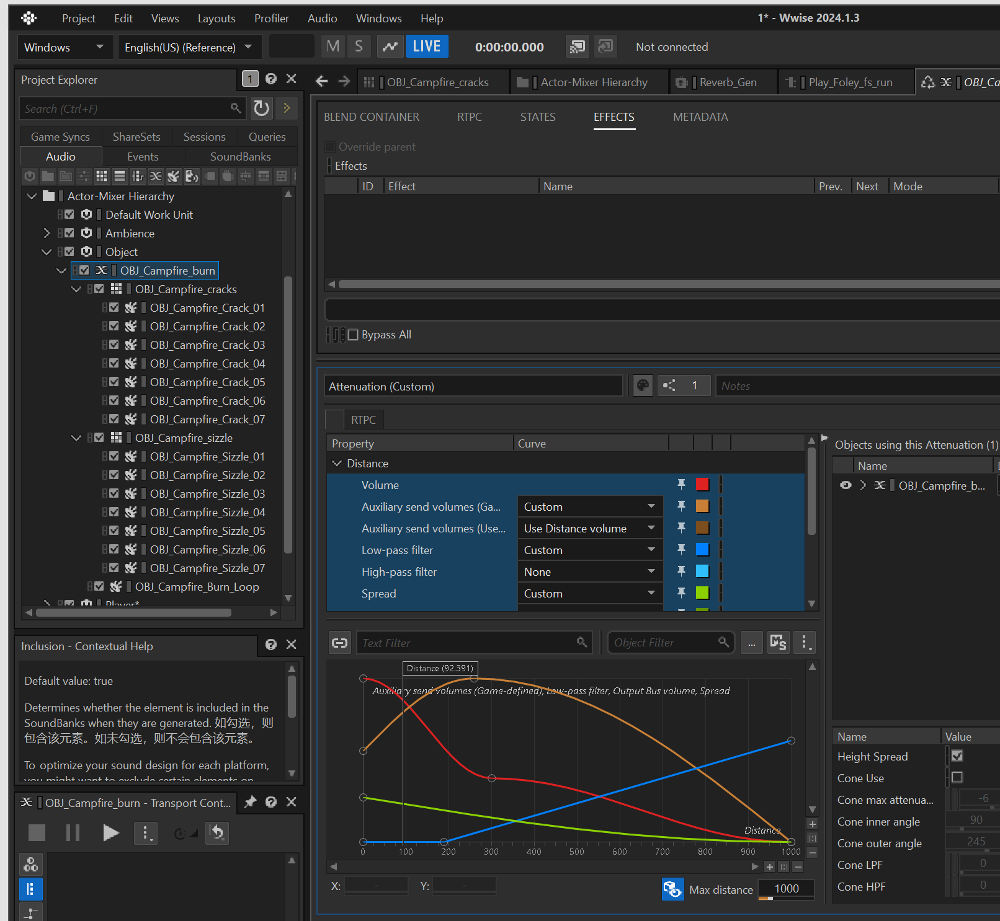 Project Edit Views Layouts Profiler Audio Windows Help 1* - Wwise 2024.1.3
Windows English(US) (Reference) M S LIVE 0:00:00.000 Not connected
Project Explorer 1
Search (Ctrl+F)
Game Syncs ShareSets Sessions Queries
Audio Events SoundBanks
Actor-Mixer Hierarchy
Default Work Unit
Ambience
Object
OBJ_Campfire_burn
OBJ_Campfire_cracks
OBJ_Campfire_Crack_01
OBJ_Campfire_Crack_02
OBJ_Campfire_Crack_03
OBJ_Campfire_Crack_04
OBJ_Campfire_Crack_05
OBJ_Campfire_Crack_06
OBJ_Campfire_Crack_07
OBJ_Campfire_sizzle
OBJ_Campfire_Sizzle_01
OBJ_Campfire_Sizzle_02
OBJ_Campfire_Sizzle_03
OBJ_Campfire_Sizzle_04
OBJ_Campfire_Sizzle_05
OBJ_Campfire_Sizzle_06
OBJ_Campfire_Sizzle_07
OBJ_Campfire_Burn_Loop
Player*
Inclusion - Contextual Help
Default value: true
Determines whether the element is included in the
SoundBanks when they are generated. 如勾选，则
包含该元素。如未勾选，则不会包含该元素。
To optimize your sound design for each platform,
you might want to exclude certain elements on
OBJ_Campfire_burn - Transport Cont...
OBJ_Campfire_cracks Actor-Mixer Hierarchy Reverb_Gen Play_Foley_fs_run OBJ_Ca
BLEND CONTAINER RTPC STATES EFFECTS METADATA
Override parent
Effects
ID Effect Name Prev. Next Mode
Bypass All
Attenuation (Custom) 1 Notes
RTPC
Property Curve
Distance
Volume
Auxiliary send volumes (Ga... Custom
Auxiliary send volumes (Use... Use Distance volume
Low-pass filter Custom
High-pass filter None
Spread Custom
Text Filter Object Filter ... MS
Distance (92.391)
Auxiliary send volumes (Game-defined), Low-pass filter, Output Bus volume, Spread
Distance
0 100 200 300 400 500 600 700 800 900 1000
X: - Y: - Max distance 1000
Objects using this Attenuation (1)
Name
OBJ_Campfire_b...
Name Value
Height Spread
Cone Use
Cone max attenua... -6
Cone inner angle 90
Cone outer angle 245
Cone LPF 0
Cone HPF 0